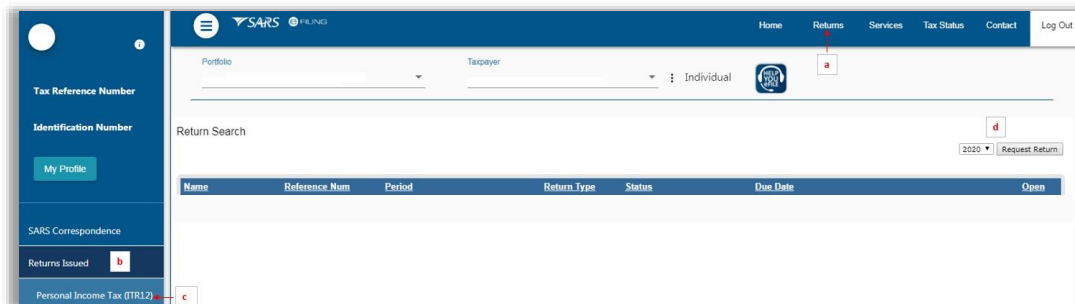 SARS eFILING
Home Returns Services Tax Status Contact Log Out
a
Portfolio Taxpayer
Individual
HELP YOU eFILE
Tax Reference Number
Identification Number
My Profile
Return Search
d
2020 Request Return
Name Reference Num Period Return Type Status Due Date Open
SARS Correspondence
Returns Issued b
Personal Income Tax (ITR12) c